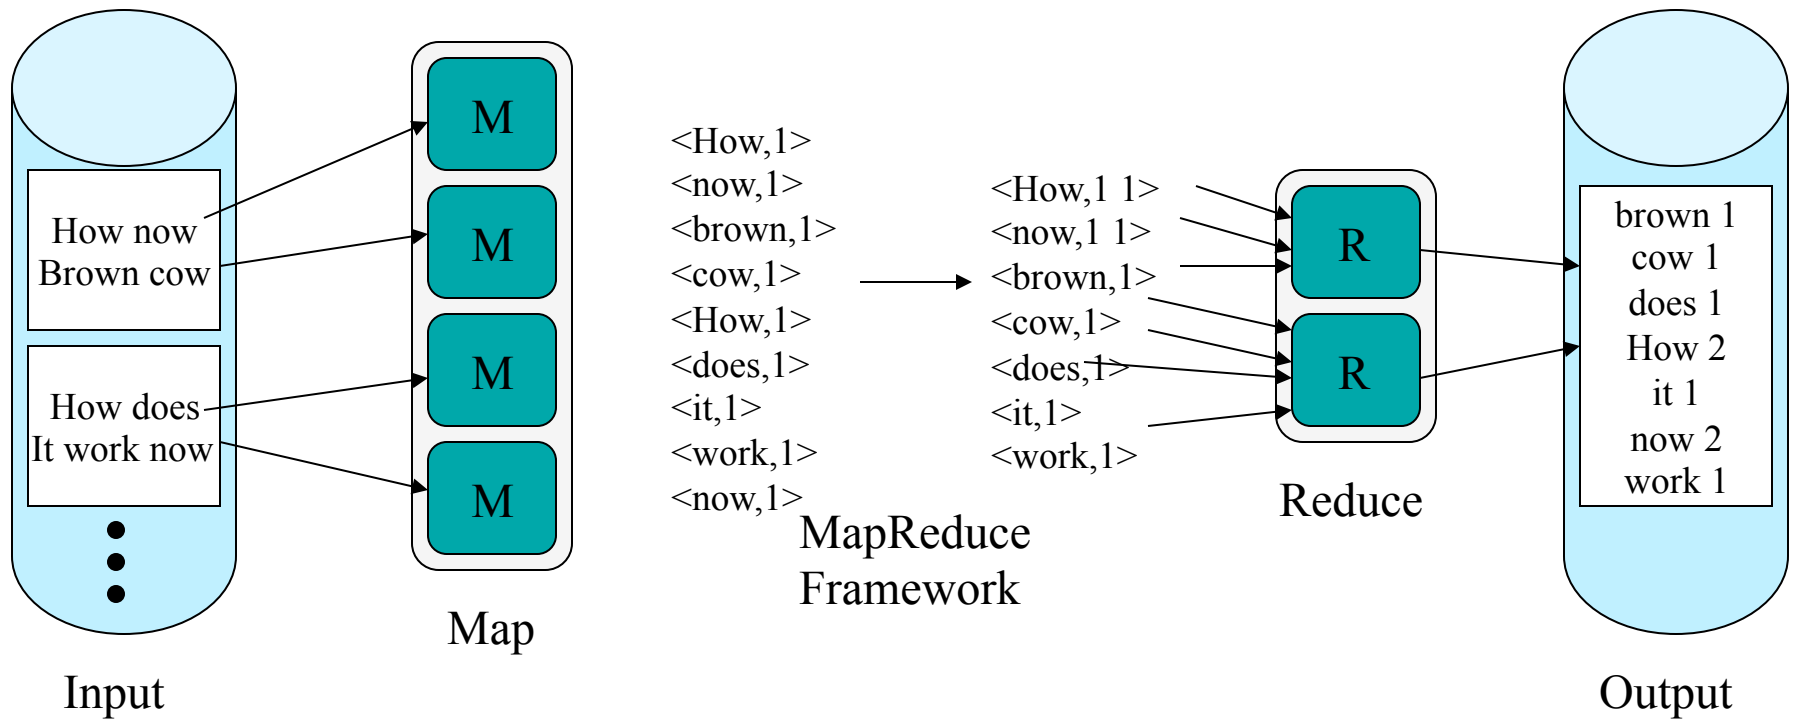 How now
Brown cow
How does
It work now
Input
M
M
M
M
Map
<How,1>
<now,1>
<brown,1>
<cow,1>
<How,1>
<does,1>
<it,1>
<work,1>
<now,1>
MapReduce
Framework
<How,1 1>
<now,1 1>
<brown,1>
<cow,1>
<does,1>
<it,1>
<work,1>
R
R
Reduce
brown 1
cow 1
does 1
How 2
it 1
now 2
work 1
Output